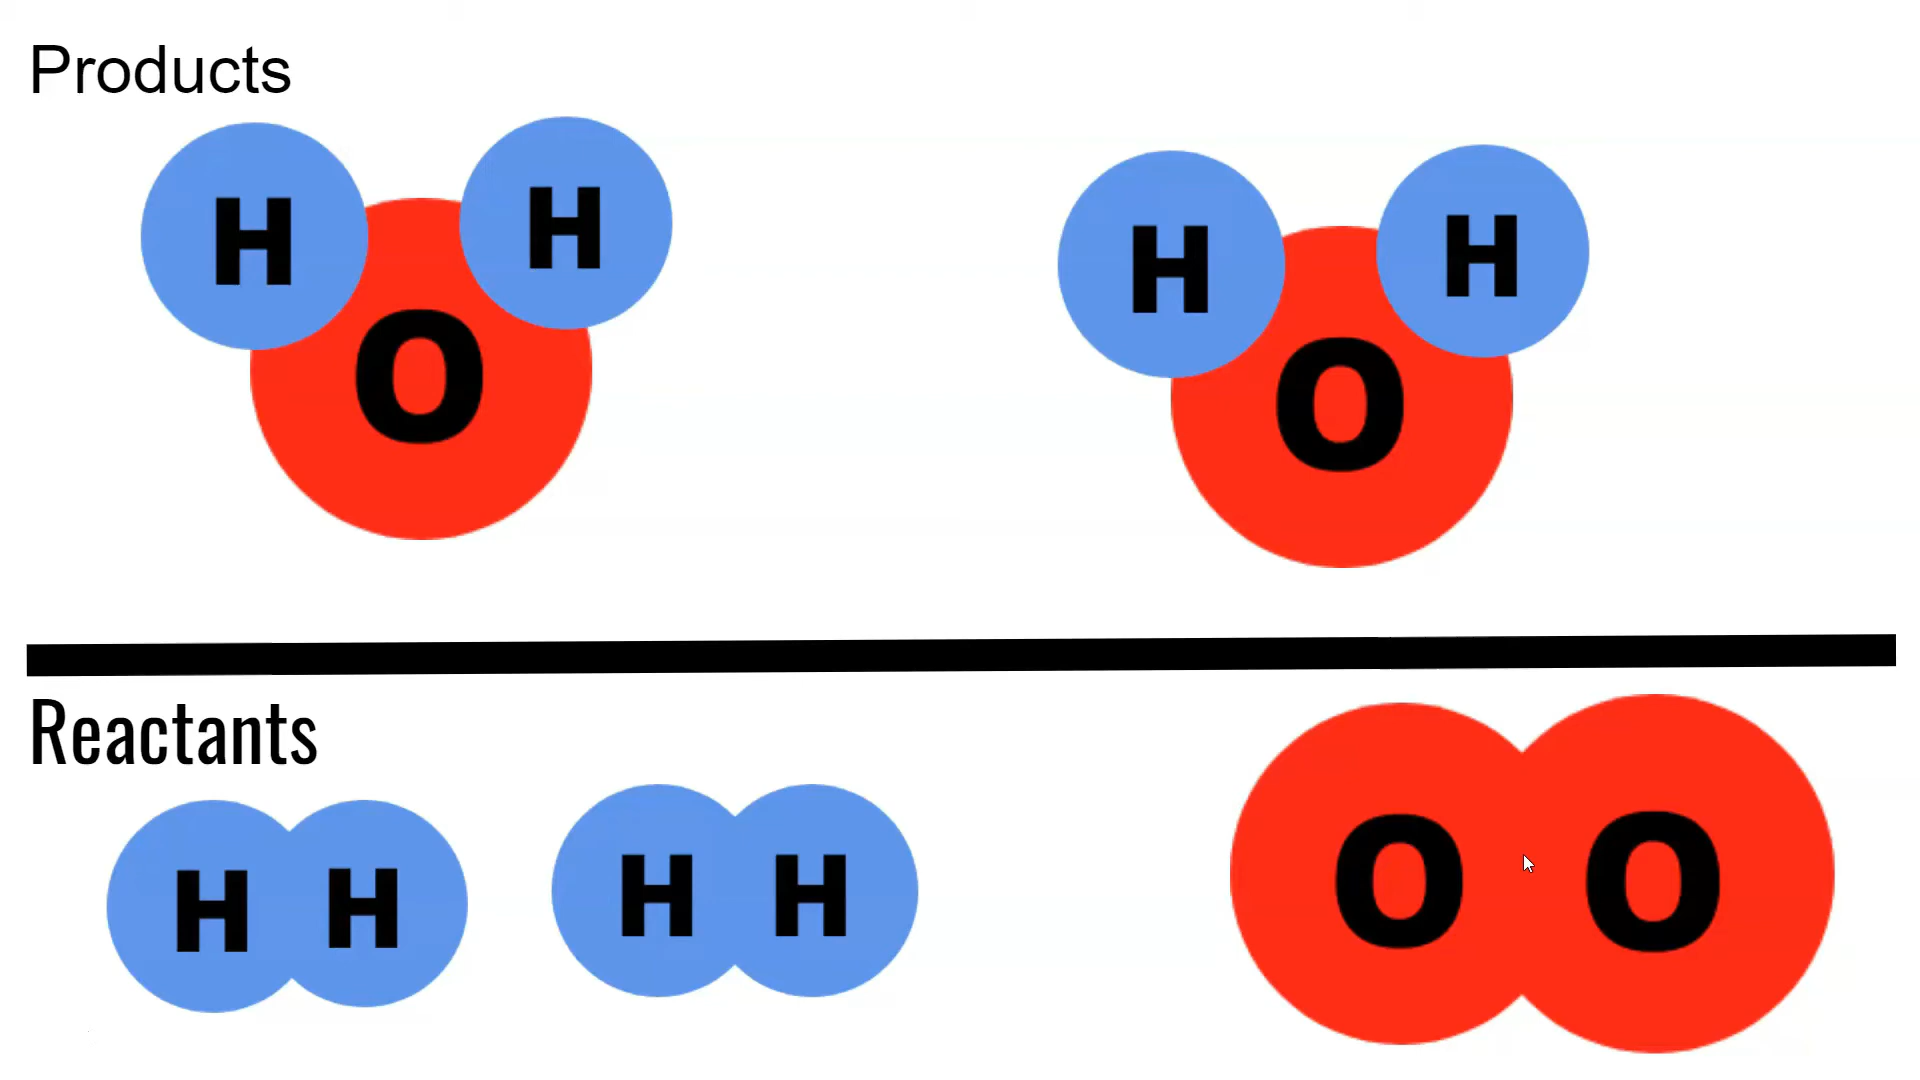 Products
H H
O
H H
O
Reactants
H H H H
O O